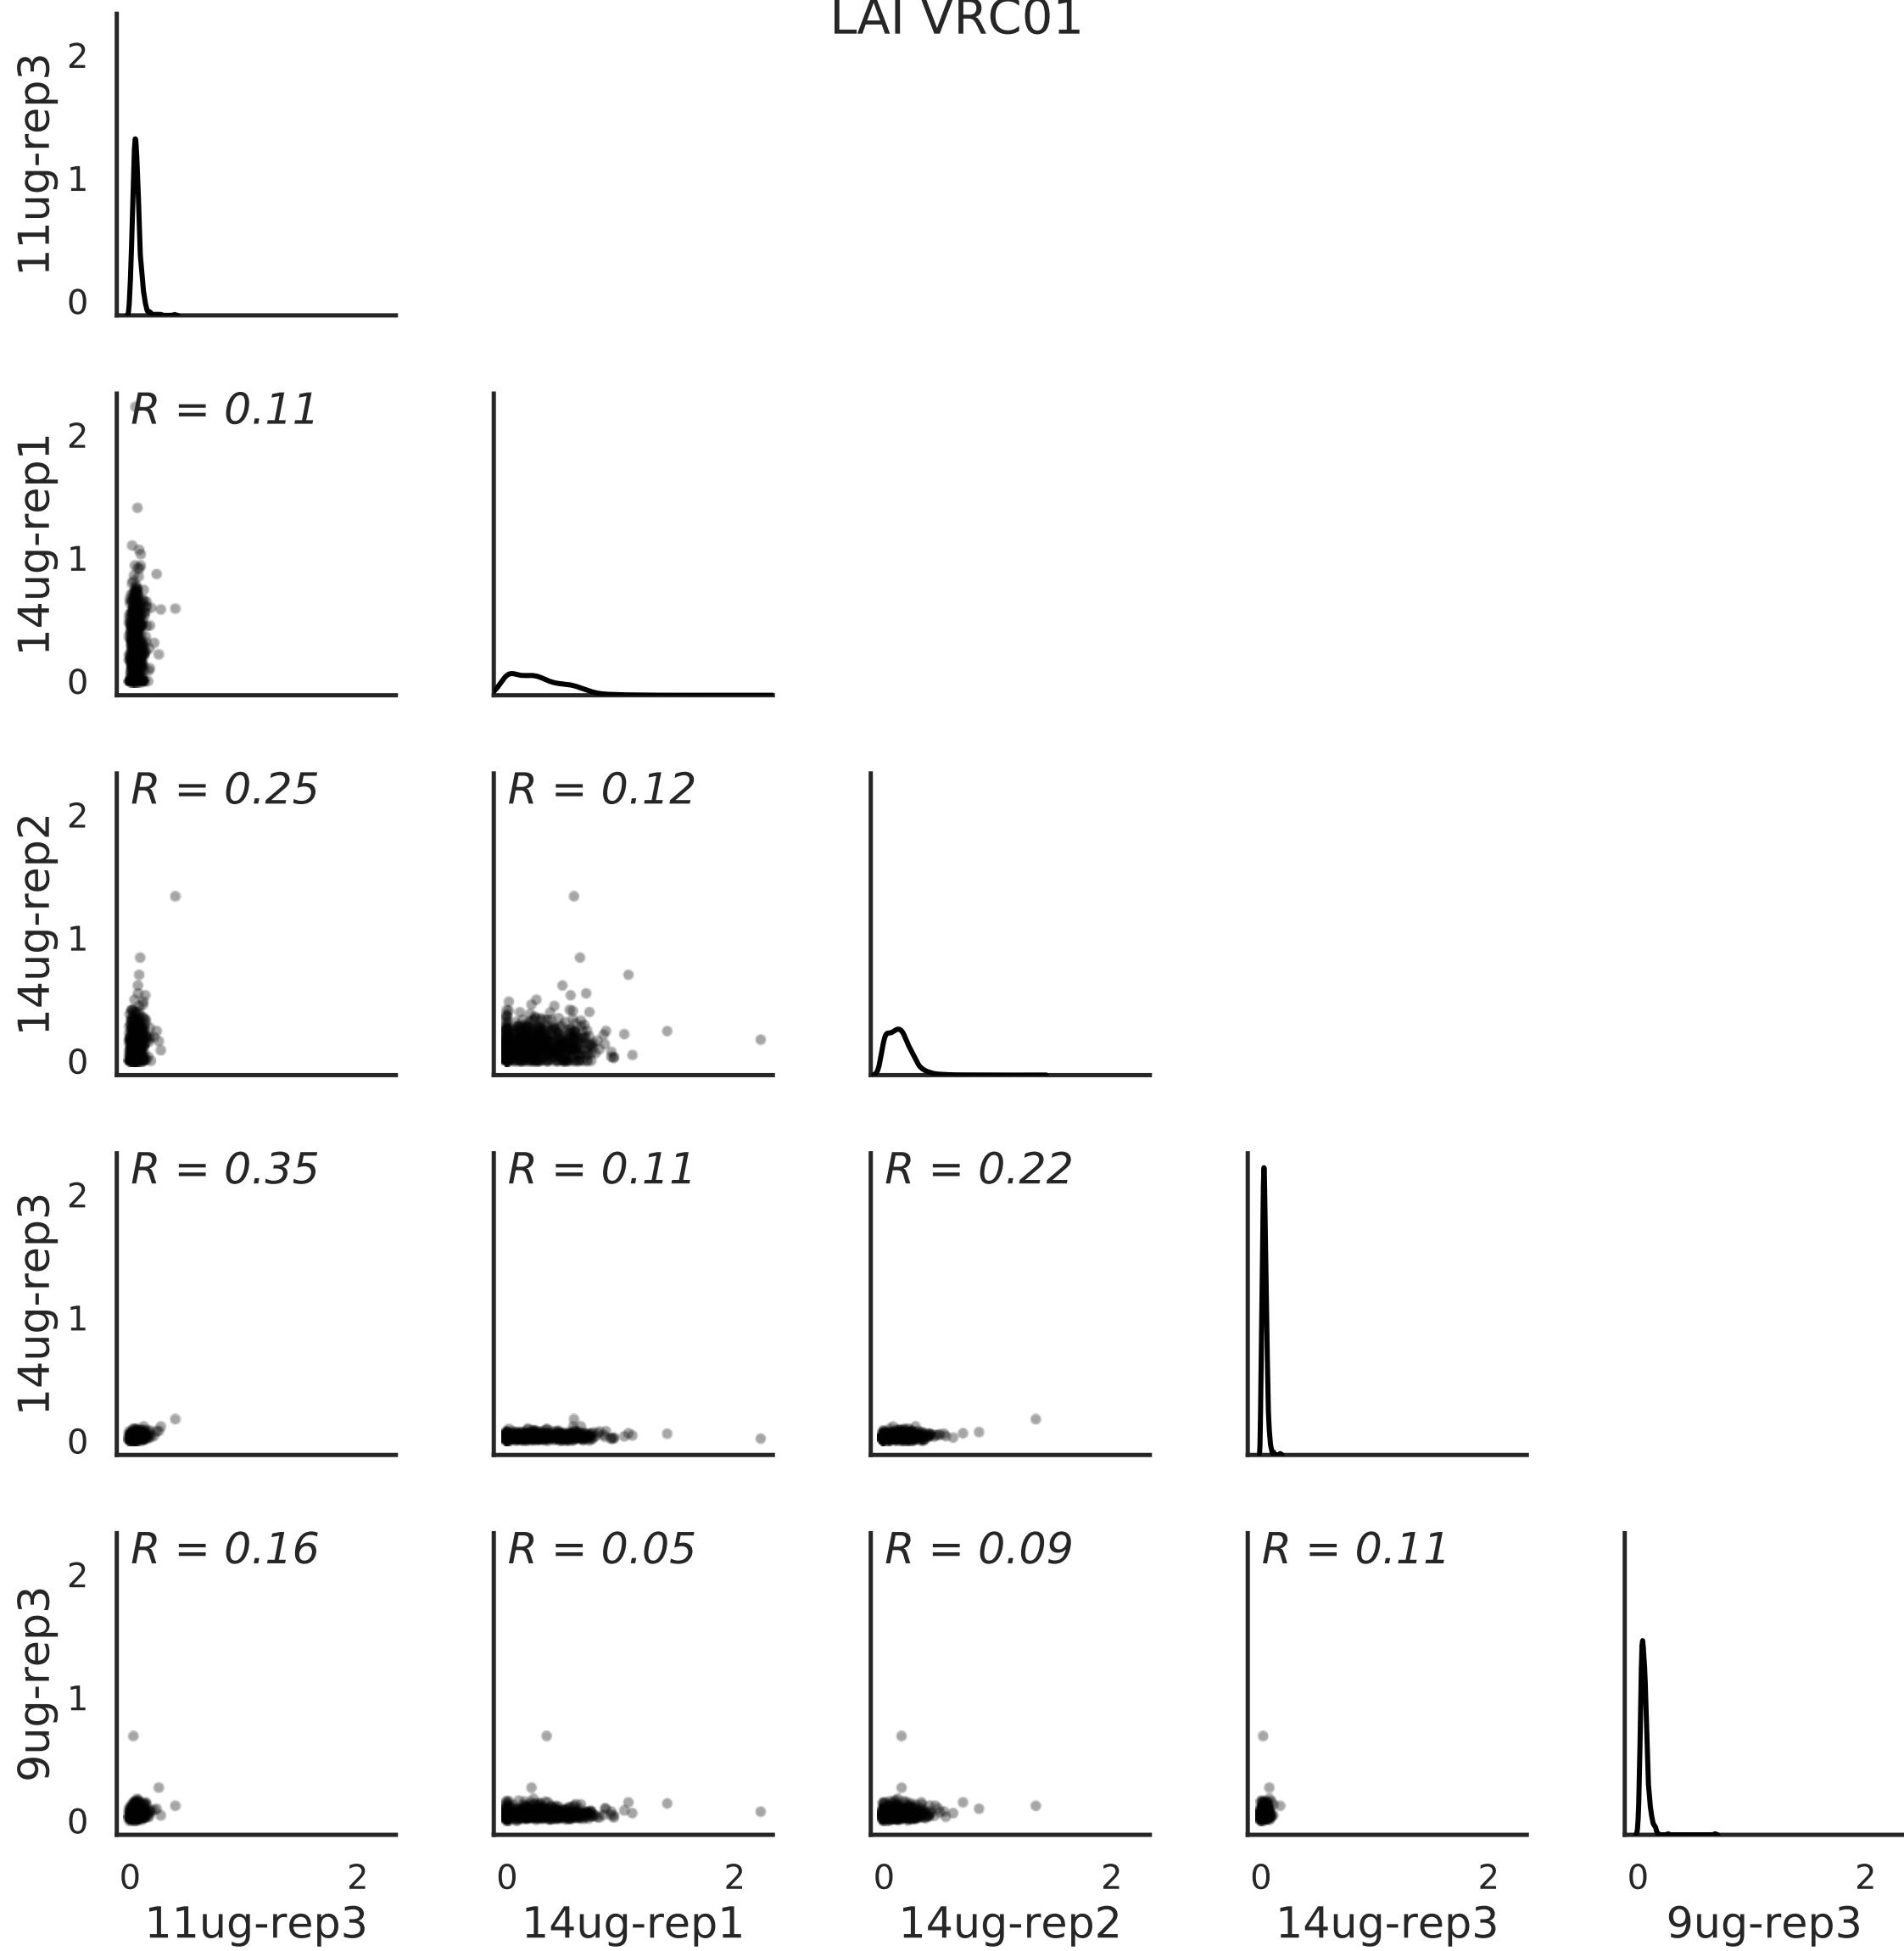 LAI VRC01
11ug-rep3
2
1
0
14ug-rep1
2
1
0
R = 0.11
14ug-rep2
2
1
0
R = 0.25
R = 0.12
14ug-rep3
2
1
0
R = 0.35
R = 0.11
R = 0.22
9ug-rep3
2
1
0
R = 0.16
R = 0.05
R = 0.09
R = 0.11
0 2
0 2
0 2
0 2
0 2
11ug-rep3
14ug-rep1
14ug-rep2
14ug-rep3
9ug-rep3